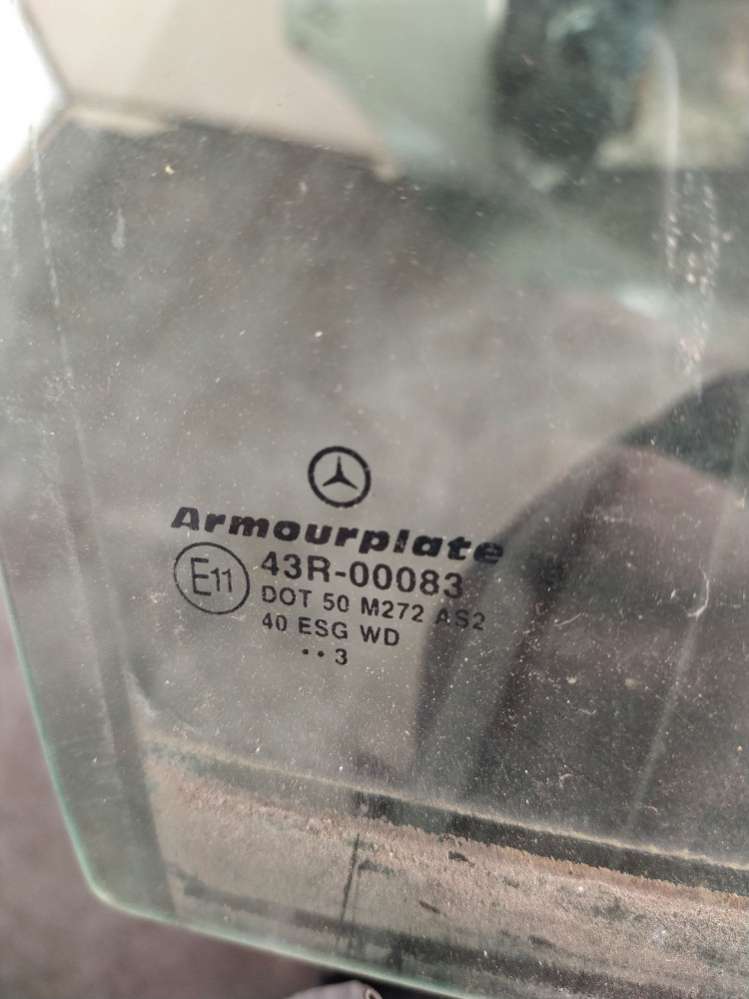 Armourplate
E11 43R-00083
DOT 50 M272 AS2
40 ESG WD
•• 3